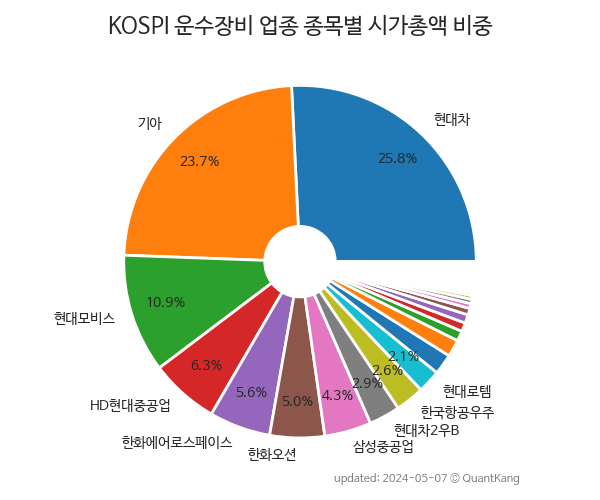 KOSPI 운수장비 업종 종목별 시가총액 비중
현대차
25.8%
기아
23.7%
현대모비스
10.9%
HD현대중공업
6.3%
한화에어로스페이스
5.6%
한화오션
5.0%
삼성중공업
4.3%
현대차2우B
2.9%
한국항공우주
2.6%
현대로템
2.1%
updated: 2024-05-07 ⓒ QuantKang